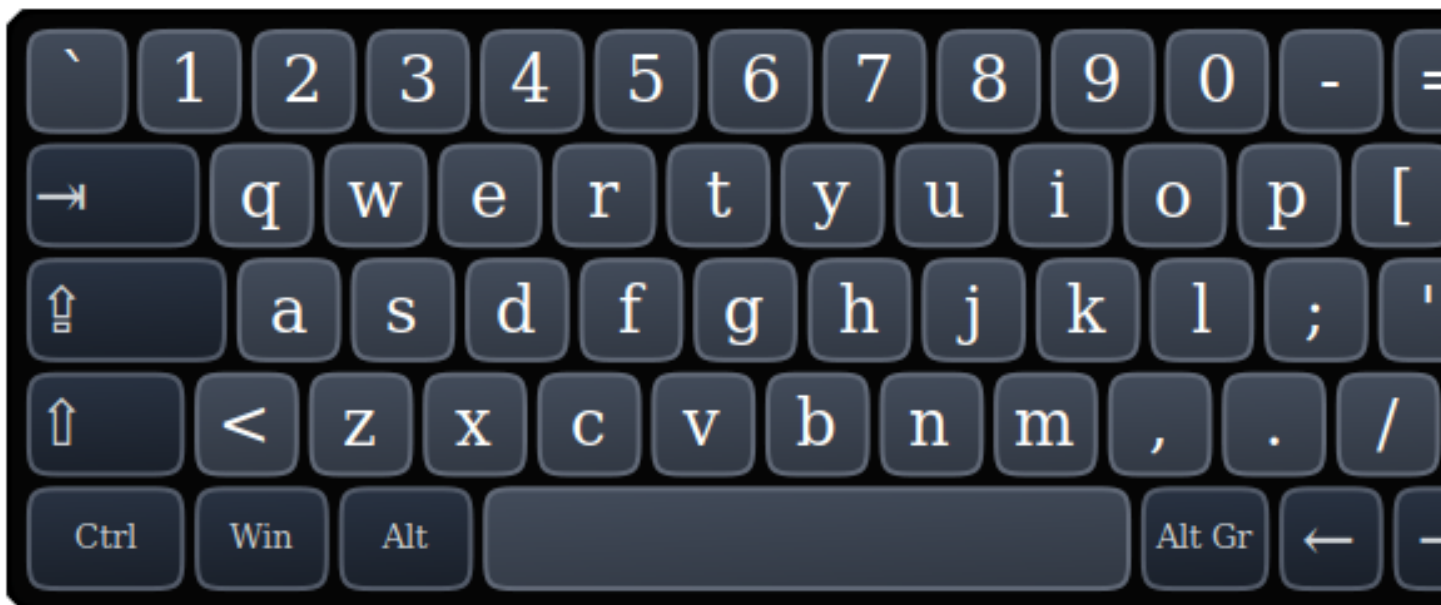 ` 1 2 3 4 5 6 7 8 9 0 - =
⇥ q w e r t y u i o p [
⇪ a s d f g h j k l ; '
⇧ < z x c v b n m , . /
Ctrl Win Alt Alt Gr ←